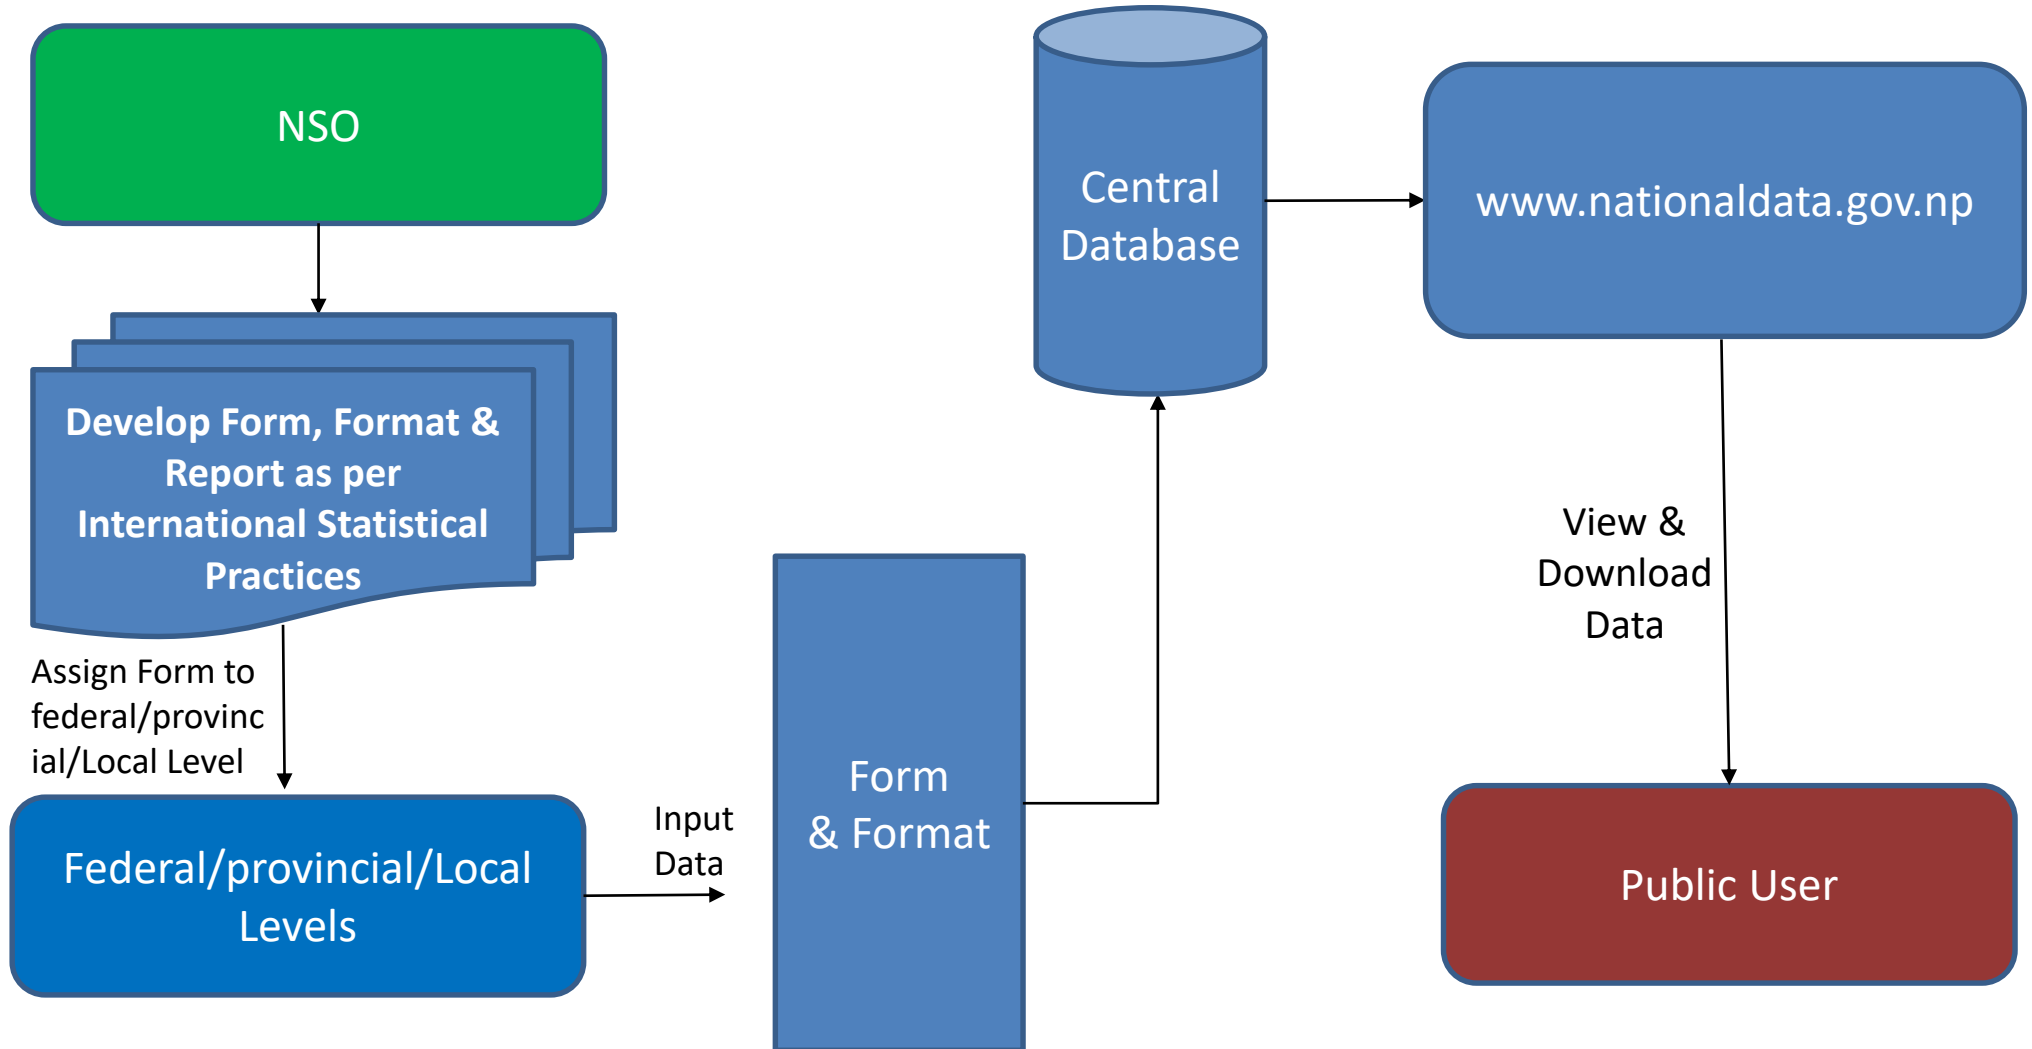 NSO
Develop Form, Format &
Report as per
International Statistical
Practices
Assign Form to
federal/provinc
ial/Local Level
Federal/provincial/Local
Levels
Input
Data
Form
& Format
Central
Database
www.nationaldata.gov.np
View &
Download
Data
Public User